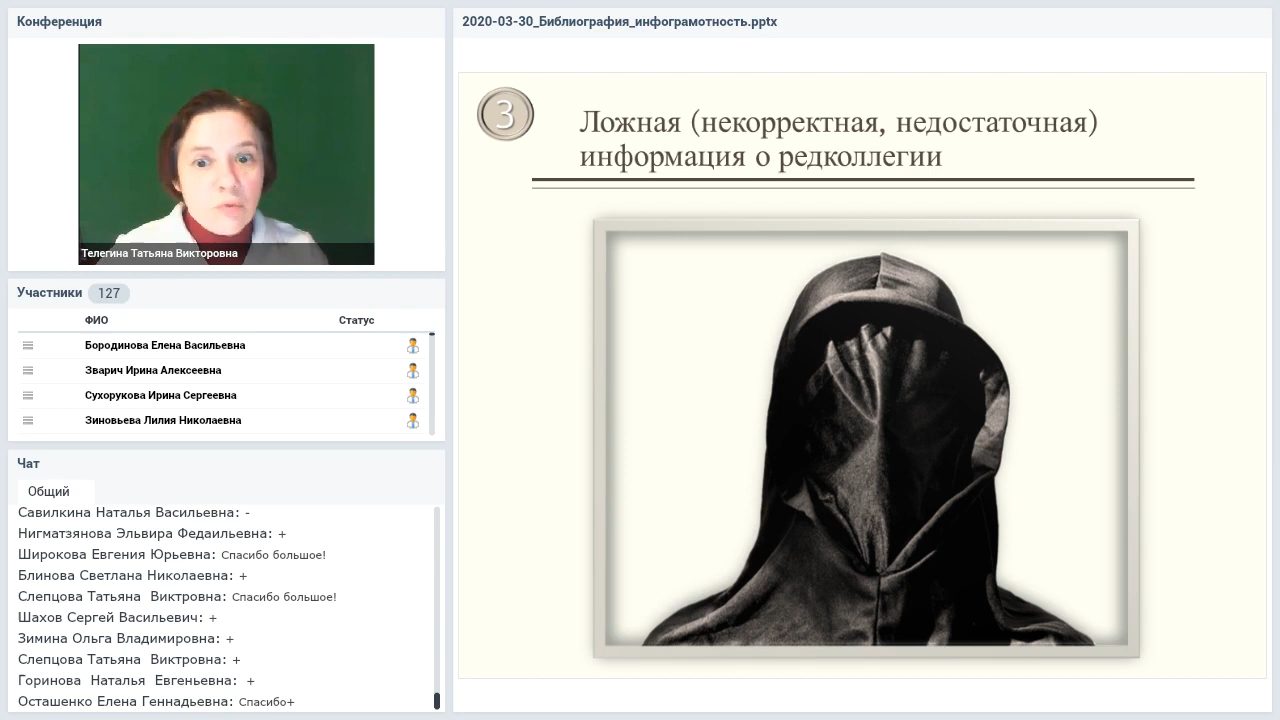 Конференция
Телегина Татьяна Викторовна
Участники 127
ФИО Статус
Бородинова Елена Васильевна
Зварич Ирина Алексеевна
Сухорукова Ирина Сергеевна
Зиновьева Лилия Николаевна
Чат
Общий
Савилкина Наталья Васильевна: -
Нигматзянова Эльвира Федаильевна: +
Широкова Евгения Юрьевна: Спасибо большое!
Блинова Светлана Николаевна: +
Слепцова Татьяна  Виктровна: Спасибо большое!
Шахов Сергей Васильевич: +
Зимина Ольга Владимировна: +
Слепцова Татьяна  Виктровна: +
Горинова  Наталья  Евгеньевна:  +
Осташенко Елена Геннадьевна: Спасибо+
2020-03-30_Библиография_инфограмотность.pptx
3
Ложная (некорректная, недостаточная)
информация о редколлегии